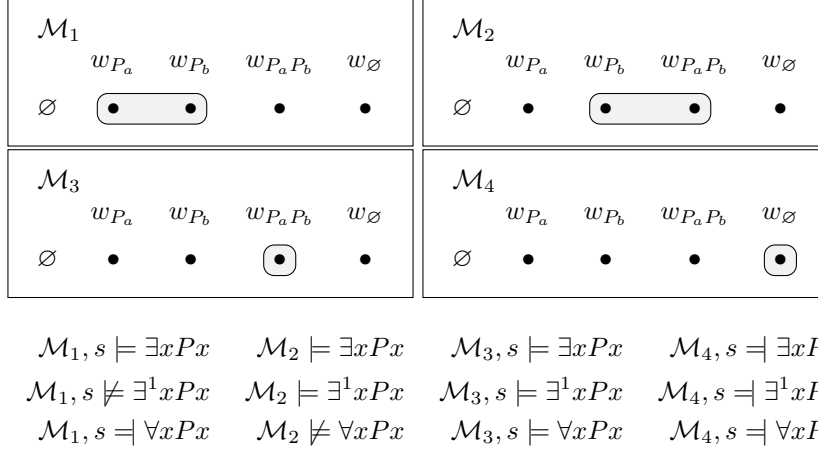 ℳ₁ ℳ₂
w_{P_a} w_{P_b} w_{P_aP_b} w_∅ w_{P_a} w_{P_b} w_{P_aP_b} w_∅
∅ ∅
ℳ₃ ℳ₄
w_{P_a} w_{P_b} w_{P_aP_b} w_∅ w_{P_a} w_{P_b} w_{P_aP_b} w_∅
∅ ∅
ℳ₁, s ⊨ ∃xPx ℳ₂ ⊨ ∃xPx ℳ₃, s ⊨ ∃xPx ℳ₄, s ⫤ ∃xP
ℳ₁, s ⊭ ∃¹xPx ℳ₂ ⊨ ∃¹xPx ℳ₃, s ⊨ ∃¹xPx ℳ₄, s ⫤ ∃¹xP
ℳ₁, s ⫤ ∀xPx ℳ₂ ⊭ ∀xPx ℳ₃, s ⊨ ∀xPx ℳ₄, s ⫤ ∀xP